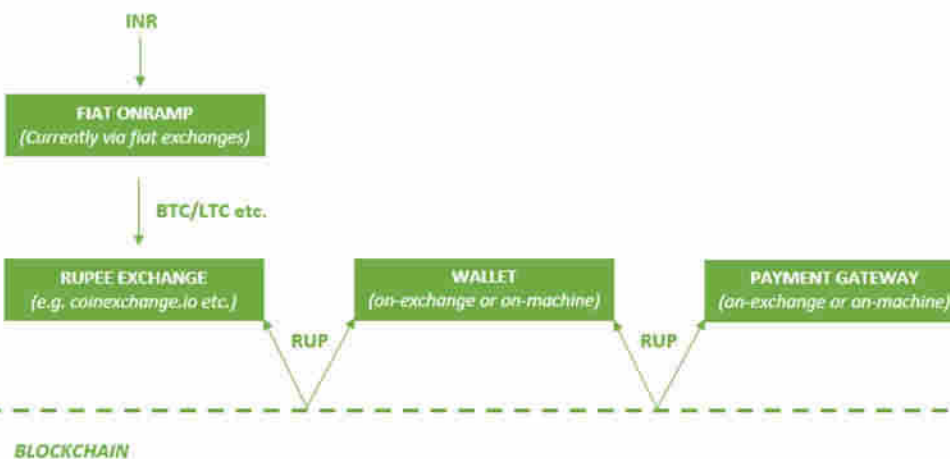 INR
FIAT ONRAMP
(Currently via fiat exchanges)
BTC/LTC etc.
RUPEE EXCHANGE
(e.g. coinexchange.io etc.)
WALLET
(on-exchange or on-machine)
PAYMENT GATEWAY
(on-exchange or on-machine)
RUP
RUP
BLOCKCHAIN